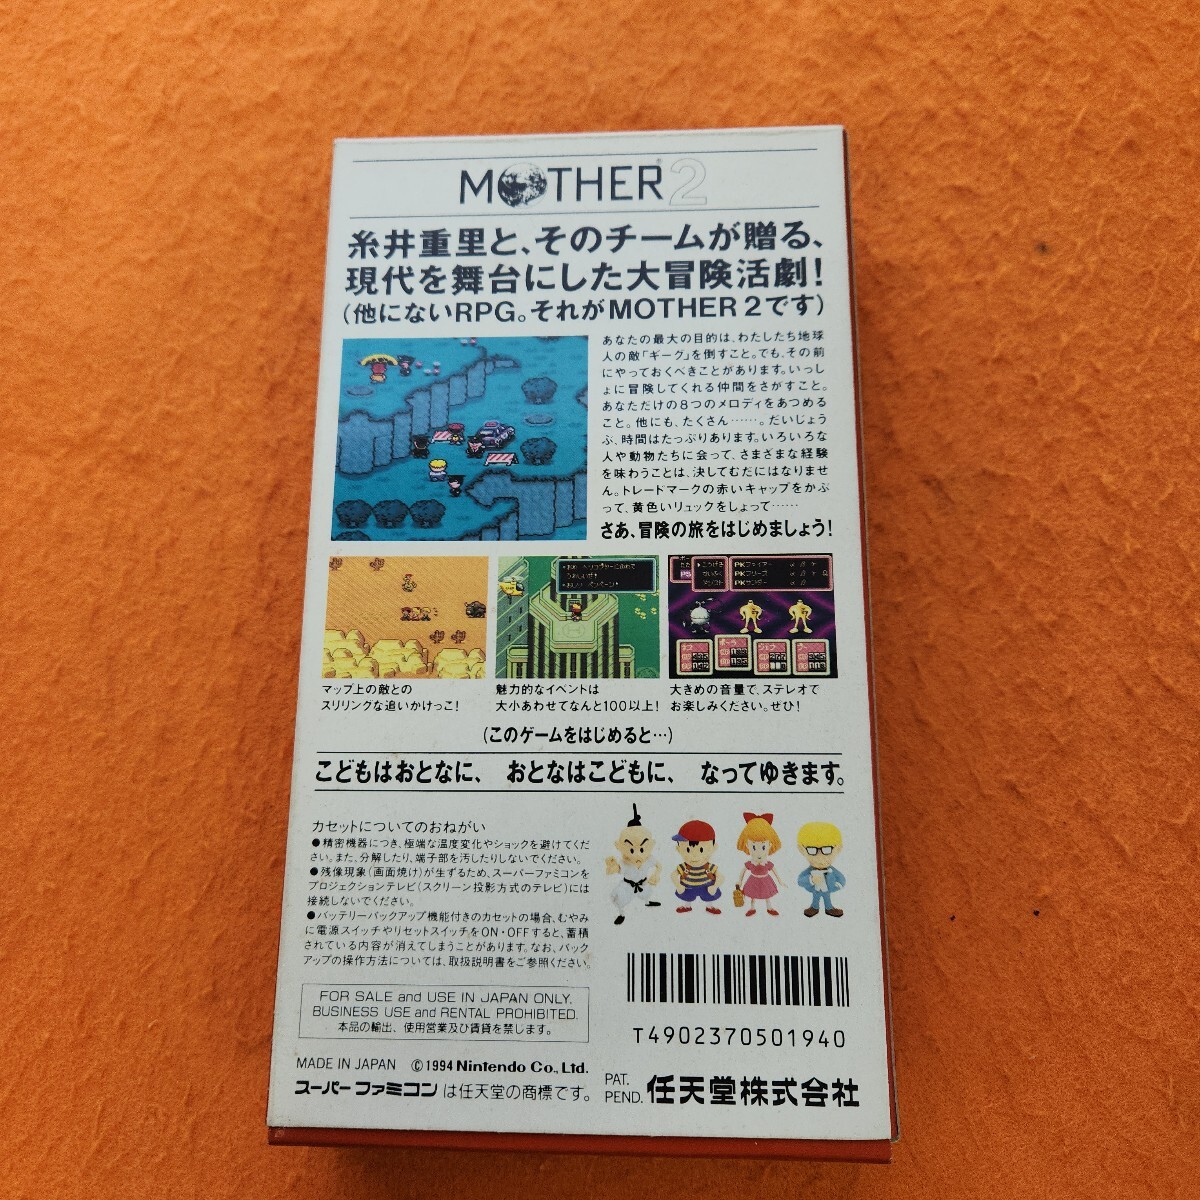 MOTHER® 2
糸井重里と、そのチームが贈る、
現代を舞台にした大冒険活劇！
（他にないRPG。それがMOTHER2です）
あなたの最大の目的は、わたしたち地球
人の敵「ギーグ」を倒すこと。でも、その前
にやっておくべきことがあります。いっし
ょに冒険してくれる仲間をさがすこと。
あなただけの8つのメロディをあつめる
こと。他にも、たくさん……。だいじょう
ぶ、時間はたっぷりあります。いろいろな
人や動物たちに会って、さまざまな経験
を味わうことは、決してむだにはなりませ
ん。トレードマークの赤いキャップをかぶ
って、黄色いリュックをしょって……
さあ、冒険の旅をはじめましょう！
こうげき
PKファイアー
PKフリーズ
PKサンダー
マップ上の敵との
スリリングな追いかけっこ！
魅力的なイベントは
大小あわせてなんと100以上！
大きめの音量で、ステレオで
お楽しみください。ぜひ！
（このゲームをはじめると…）
こどもはおとなに、 おとなはこどもに、 なってゆきます。
カセットについてのおねがい
●精密機器につき、極端な温度変化やショックを避けてくだ
さい。また、分解したり、端子部を汚したりしないでください。
●残像現象（画面焼け）が生ずるため、スーパーファミコンを
プロジェクションテレビ（スクリーン投影方式のテレビ）には
接続しないでください。
●バッテリーバックアップ機能付きのカセットの場合、むやみ
に電源スイッチやリセットスイッチをON・OFFすると、蓄積
されている内容が消えてしまうことがあります。なお、バック
アップの操作方法については、取扱説明書をご参照ください。
FOR SALE and USE IN JAPAN ONLY.
BUSINESS USE and RENTAL PROHIBITED.
本品の輸出、使用営業及び賃貸を禁じます。
T4902370501940
MADE IN JAPAN ©1994 Nintendo Co., Ltd.
スーパーファミコンは任天堂の商標です。
PAT.
PEND. 任天堂株式会社